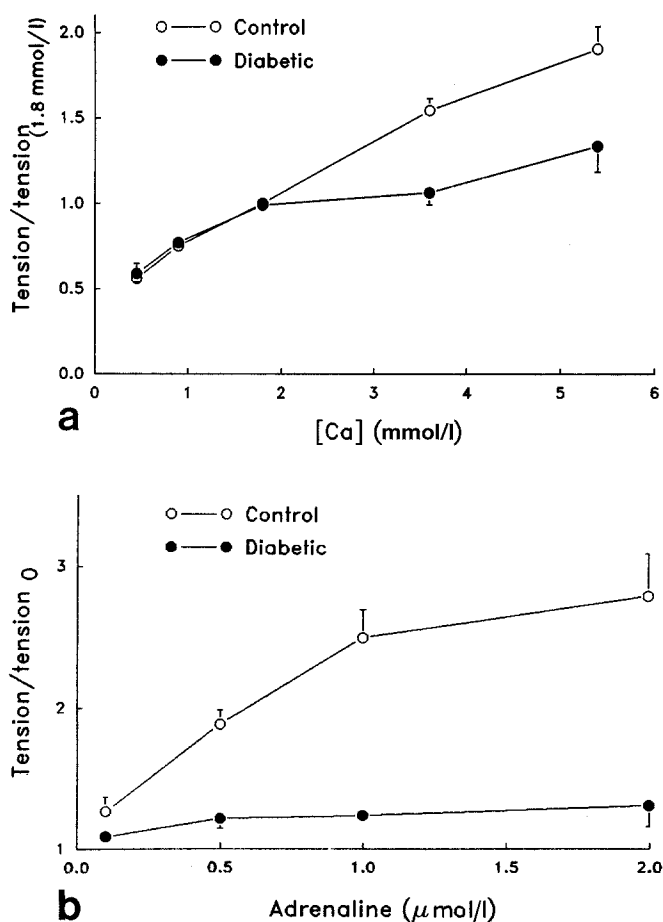 Control
Diabetic
Tension/tension (1.8 mmol/l)
2.0
1.5
1.0
0.5
0.0
0 1 2 3 4 5 6
[Ca] (mmol/l)
a
Control
Diabetic
Tension/tension 0
3
2
1
0.0 0.5 1.0 1.5 2.0
Adrenaline (μmol/l)
b